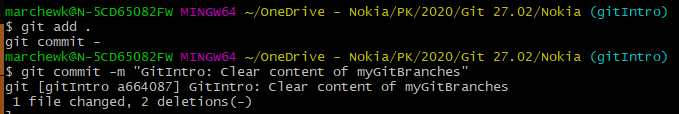 marchewk@N-5CD65082FW MINGW64 ~/OneDrive - Nokia/PK/2020/Git 27.02/Nokia (gitIntro)
$ git add .
git commit -
marchewk@N-5CD65082FW MINGW64 ~/OneDrive - Nokia/PK/2020/Git 27.02/Nokia (gitIntro)
$ git commit -m "GitIntro: Clear content of myGitBranches"
git [gitIntro a664087] GitIntro: Clear content of myGitBranches
 1 file changed, 2 deletions(-)